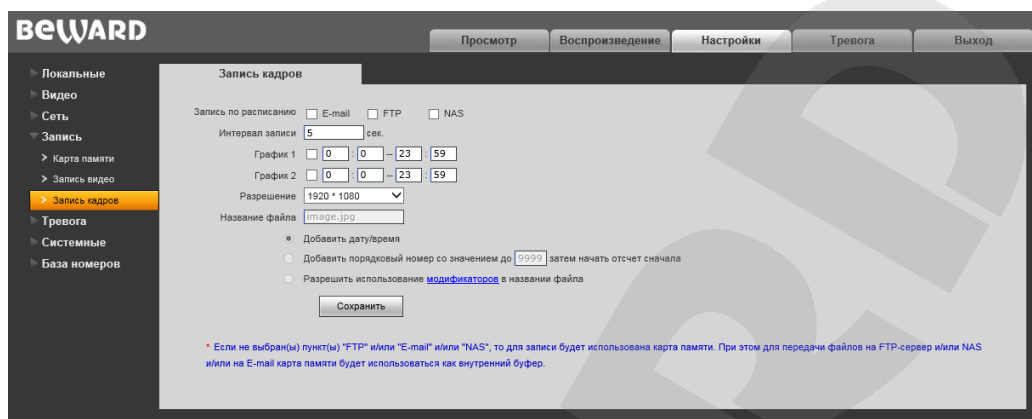 BEWARD
Просмотр Воспроизведение Настройки Тревога Выход
Локальные
Видео
Сеть
Запись
Карта памяти
Запись видео
Запись кадров
Тревога
Системные
База номеров
Запись кадров
Запись по расписанию E-mail FTP NAS
Интервал записи 5 сек.
График 1 0 : 0 -- 23 : 59
График 2 0 : 0 -- 23 : 59
Разрешение 1920 * 1080
Название файла image.jpg
Добавить дату/время
Добавить порядковый номер со значением до 9999 затем начать отсчет сначала
Разрешить использование модификаторов в названии файла
Сохранить
* Если не выбран(ы) пункт(ы) "FTP" и/или "E-mail" и/или "NAS", то для записи будет использована карта памяти. При этом для передачи файлов на FTP-сервер и/или NAS
и/или на E-mail карта памяти будет использоваться как внутренний буфер.